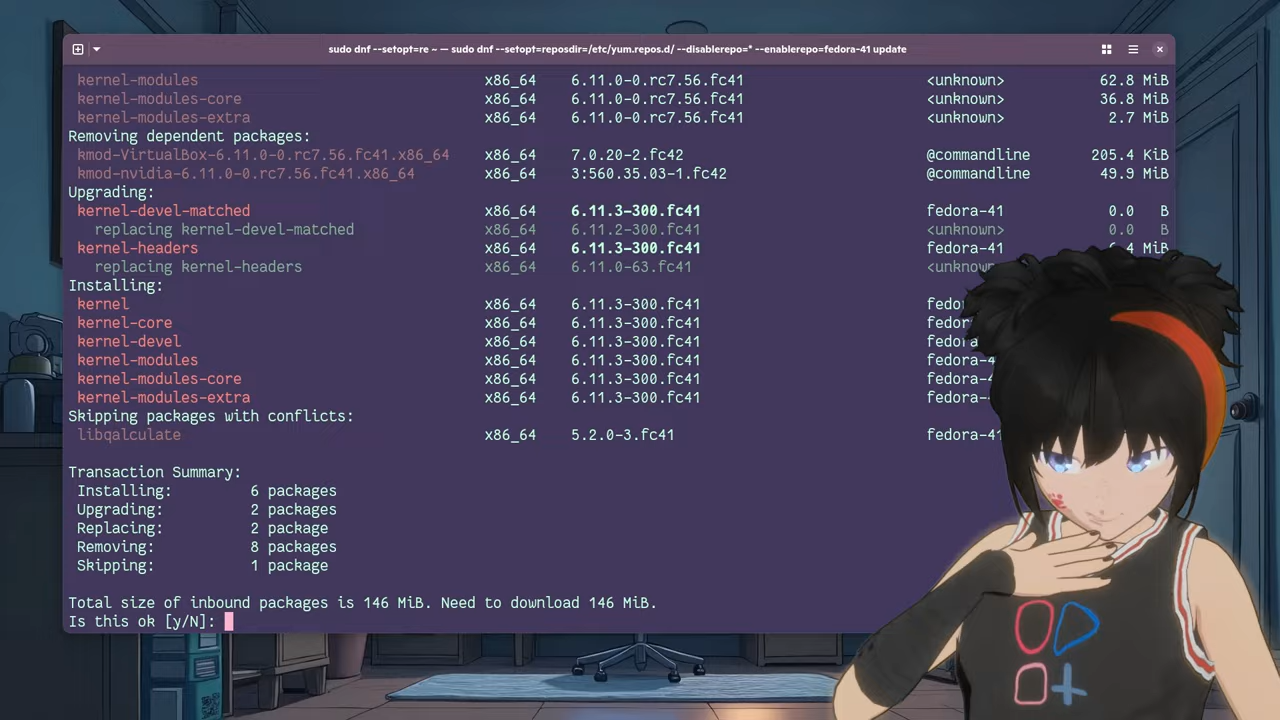 sudo dnf --setopt=re ~ — sudo dnf --setopt=reposdir=/etc/yum.repos.d/ --disablerepo=* --enablerepo=fedora-41 update
kernel-modules x86_64 6.11.0-0.rc7.56.fc41 <unknown> 62.8 MiB
kernel-modules-core x86_64 6.11.0-0.rc7.56.fc41 <unknown> 36.8 MiB
kernel-modules-extra x86_64 6.11.0-0.rc7.56.fc41 <unknown> 2.7 MiB
Removing dependent packages:
kmod-VirtualBox-6.11.0-0.rc7.56.fc41.x86_64 x86_64 7.0.20-2.fc42 @commandline 205.4 KiB
kmod-nvidia-6.11.0-0.rc7.56.fc41.x86_64 x86_64 3:560.35.03-1.fc42 @commandline 49.9 MiB
Upgrading:
kernel-devel-matched x86_64 6.11.3-300.fc41 fedora-41 0.0 B
replacing kernel-devel-matched x86_64 6.11.2-300.fc41 <unknown> 0.0 B
kernel-headers x86_64 6.11.3-300.fc41 fedora-41 MiB
replacing kernel-headers x86_64 6.11.0-63.fc41 <unknown
Installing:
kernel x86_64 6.11.3-300.fc41 fedo
kernel-core x86_64 6.11.3-300.fc41 fedo
kernel-devel x86_64 6.11.3-300.fc41 fedo
kernel-modules x86_64 6.11.3-300.fc41 fedo
kernel-modules-core x86_64 6.11.3-300.fc41 fedora-
kernel-modules-extra x86_64 6.11.3-300.fc41 fedora-
Skipping packages with conflicts:
libqalculate x86_64 5.2.0-3.fc41 fedora-41
Transaction Summary:
Installing: 6 packages
Upgrading: 2 packages
Replacing: 2 package
Removing: 8 packages
Skipping: 1 package
Total size of inbound packages is 146 MiB. Need to download 146 MiB.
Is this ok [y/N]: